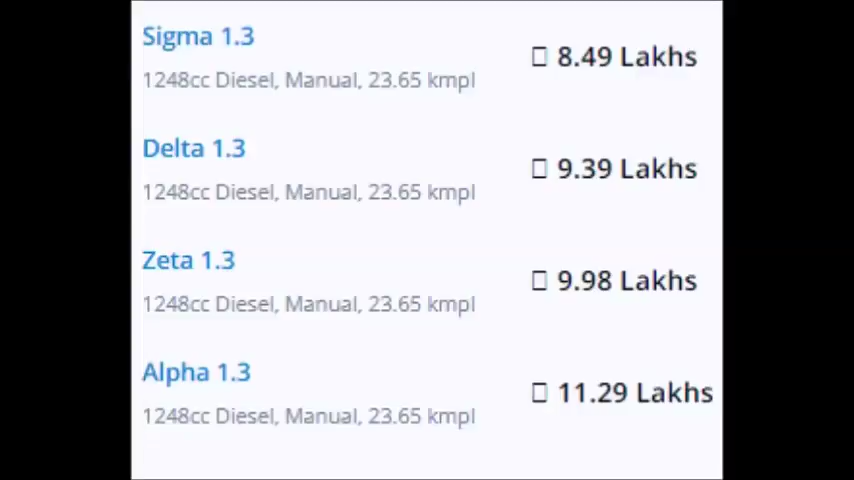 Sigma 1.3
1248cc Diesel, Manual, 23.65 kmpl
8.49 Lakhs
Delta 1.3
1248cc Diesel, Manual, 23.65 kmpl
9.39 Lakhs
Zeta 1.3
1248cc Diesel, Manual, 23.65 kmpl
9.98 Lakhs
Alpha 1.3
1248cc Diesel, Manual, 23.65 kmpl
11.29 Lakhs